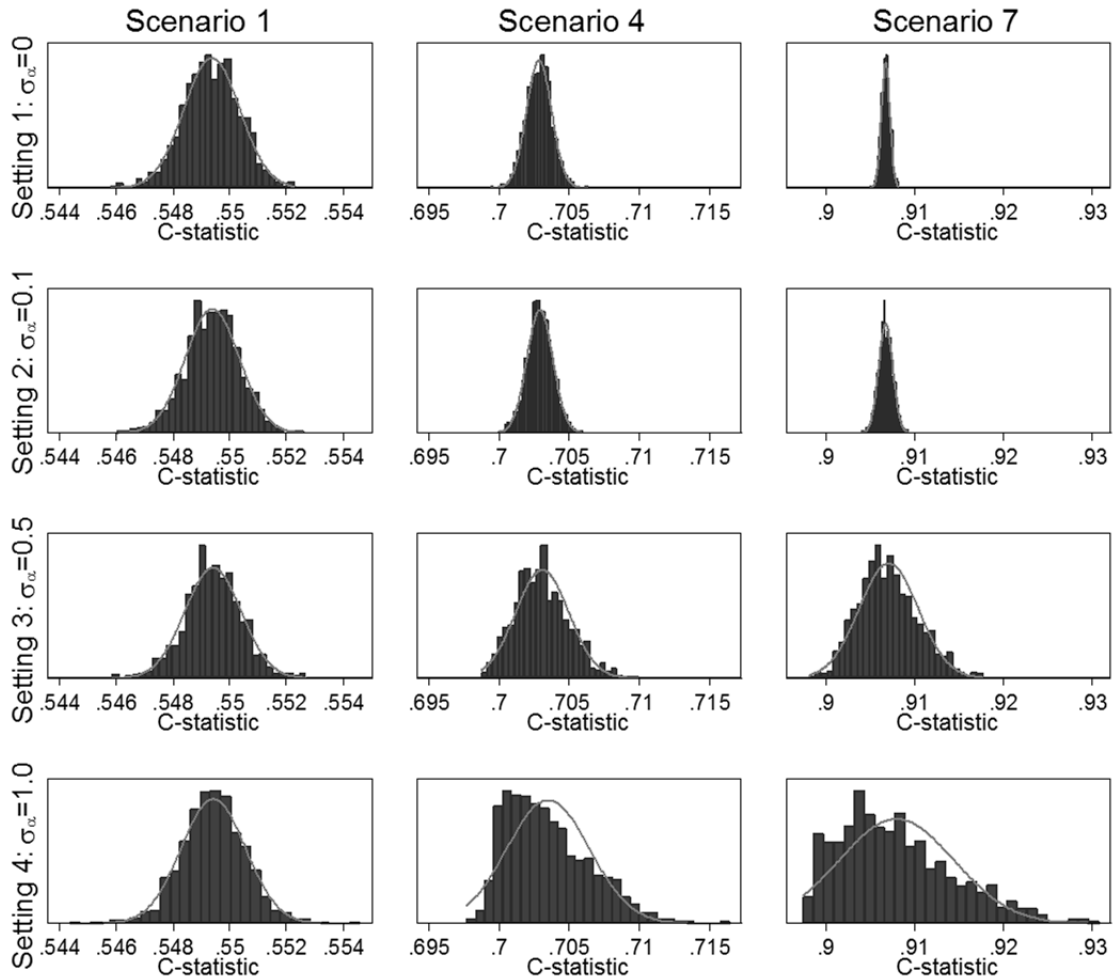 Scenario 1 Scenario 4 Scenario 7
Setting 1: σα=0
.544 .546 .548 .55 .552 .554 .695 .7 .705 .71 .715 .9 .91 .92 .93
C-statistic C-statistic C-statistic
Setting 2: σα=0.1
.544 .546 .548 .55 .552 .554 .695 .7 .705 .71 .715 .9 .91 .92 .93
C-statistic C-statistic C-statistic
Setting 3: σα=0.5
.544 .546 .548 .55 .552 .554 .695 .7 .705 .71 .715 .9 .91 .92 .93
C-statistic C-statistic C-statistic
Setting 4: σα=1.0
.544 .546 .548 .55 .552 .554 .695 .7 .705 .71 .715 .9 .91 .92 .93
C-statistic C-statistic C-statistic